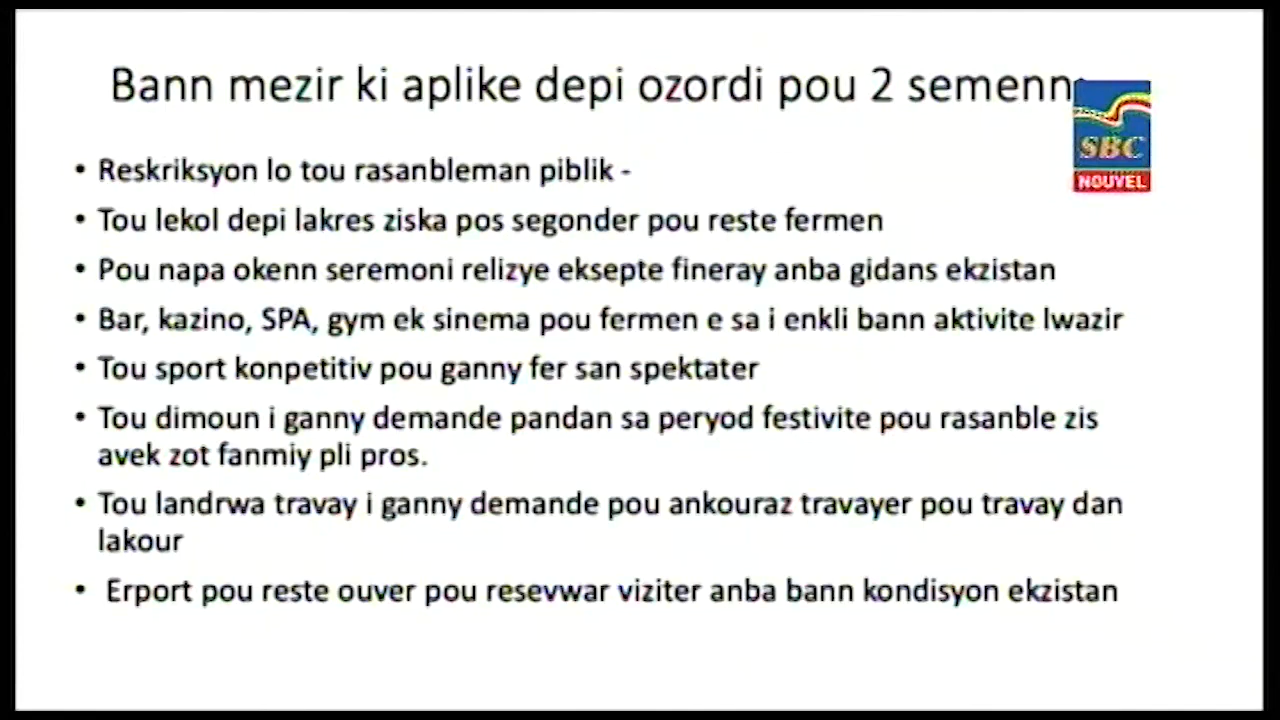 Bann mezir ki aplike depi ozordi pou 2 semenn
SBC
NOUVEL
• Reskriksyon lo tou rasanbleman piblik -
• Tou lekol depi lakres ziska pos segonder pou reste fermen
• Pou napa okenn seremoni relizye eksepte fineray anba gidans ekzistan
• Bar, kazino, SPA, gym ek sinema pou fermen e sa i enkli bann aktivite lwazir
• Tou sport konpetitiv pou ganny fer san spektater
• Tou dimoun i ganny demande pandan sa peryod festivite pou rasanble zis
avek zot fanmiy pli pros.
• Tou landrwa travay i ganny demande pou ankouraz travayer pou travay dan
lakour
• Erport pou reste ouver pou resevwar viziter anba bann kondisyon ekzistan